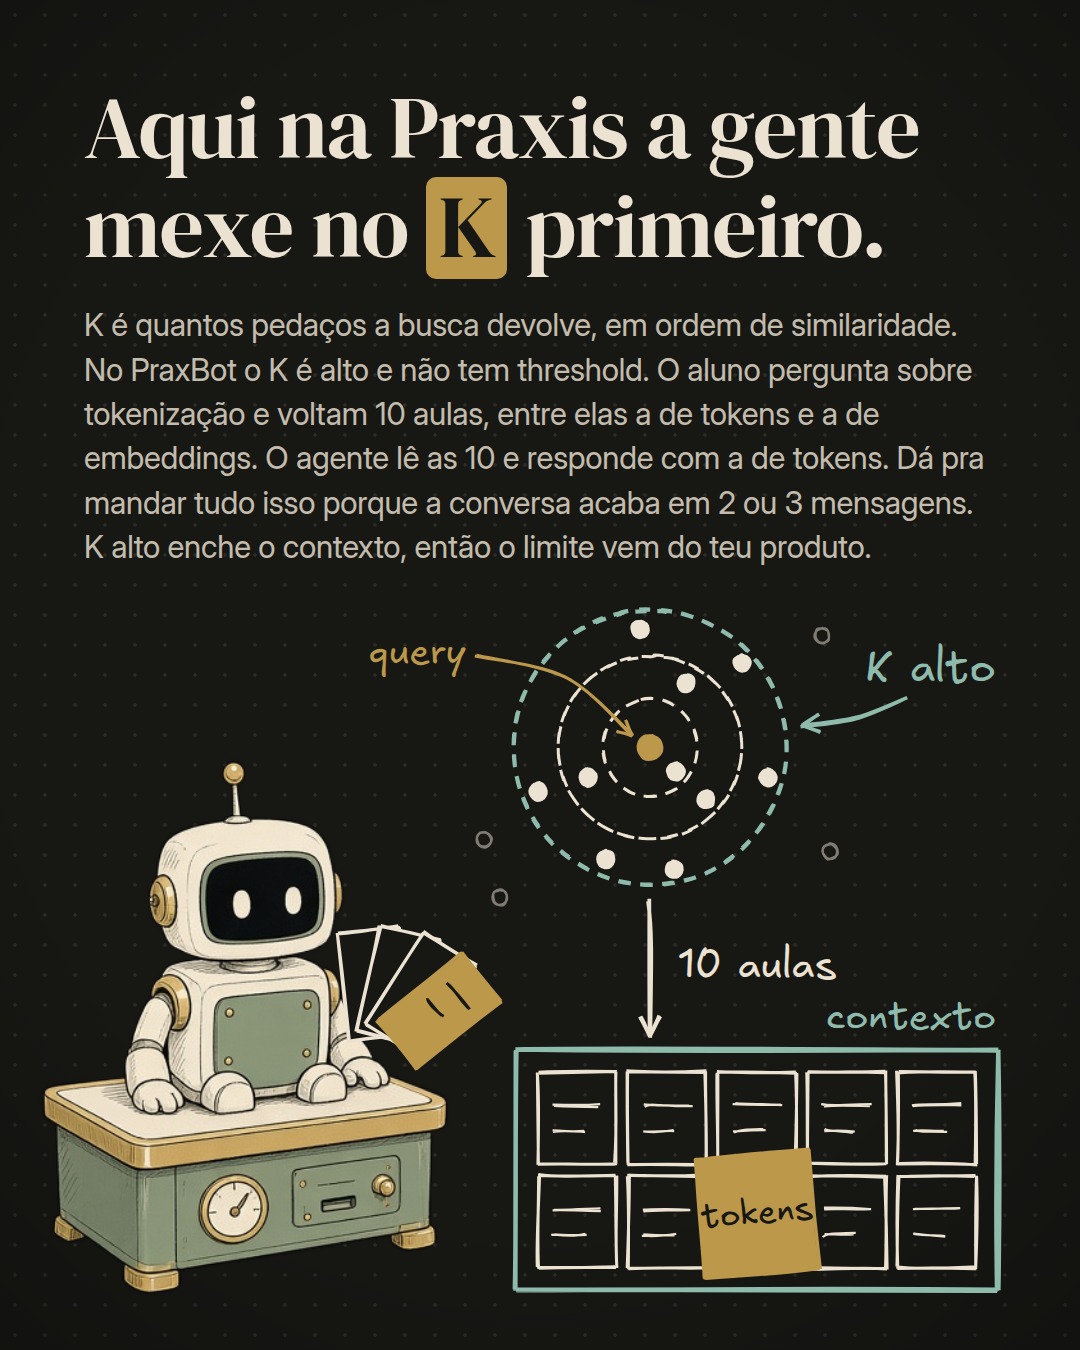 Aqui na Praxis a gente
mexe no K primeiro.
K é quantos pedaços a busca devolve, em ordem de similaridade.
No PraxBot o K é alto e não tem threshold. O aluno pergunta sobre
tokenização e voltam 10 aulas, entre elas a de tokens e a de
embeddings. O agente lê as 10 e responde com a de tokens. Dá pra
mandar tudo isso porque a conversa acaba em 2 ou 3 mensagens.
K alto enche o contexto, então o limite vem do teu produto.
query
K alto
10 aulas
contexto
tokens